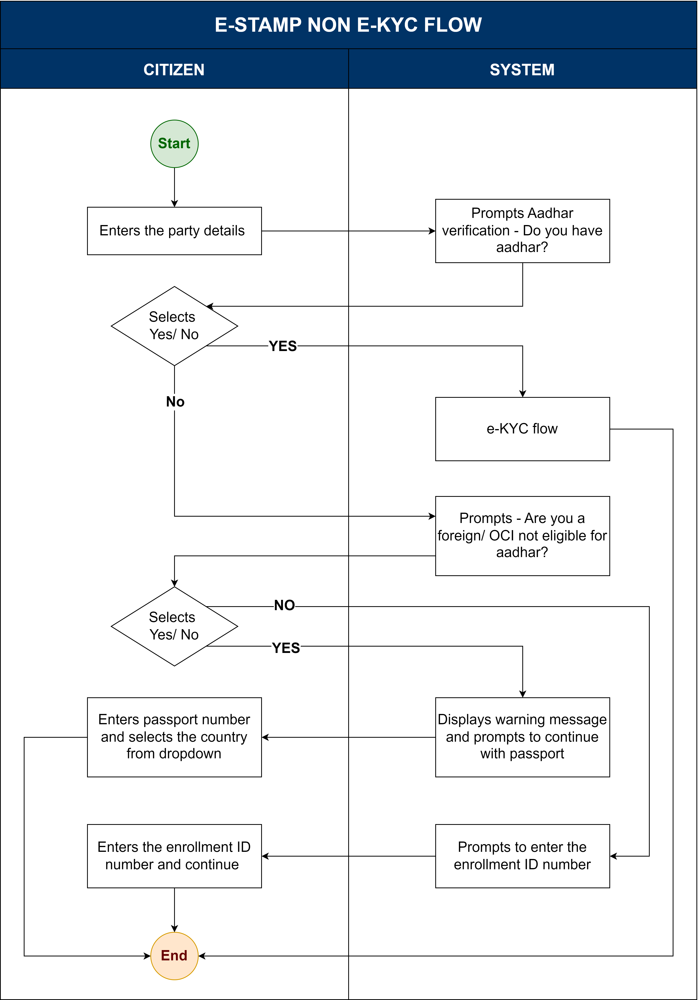 E-STAMP NON E-KYC FLOW
CITIZEN
SYSTEM
Start
Enters the party details
Prompts Aadhar
verification - Do you have
aadhar?
Selects
Yes/ No
YES
No
e-KYC flow
Prompts - Are you a
foreign/ OCI not eligible for
aadhar?
NO
Selects
Yes/ No
YES
Enters passport number
and selects the country
from dropdown
Displays warning message
and prompts to continue
with passport
Enters the enrollment ID
number and continue
Prompts to enter the
enrollment ID number
End